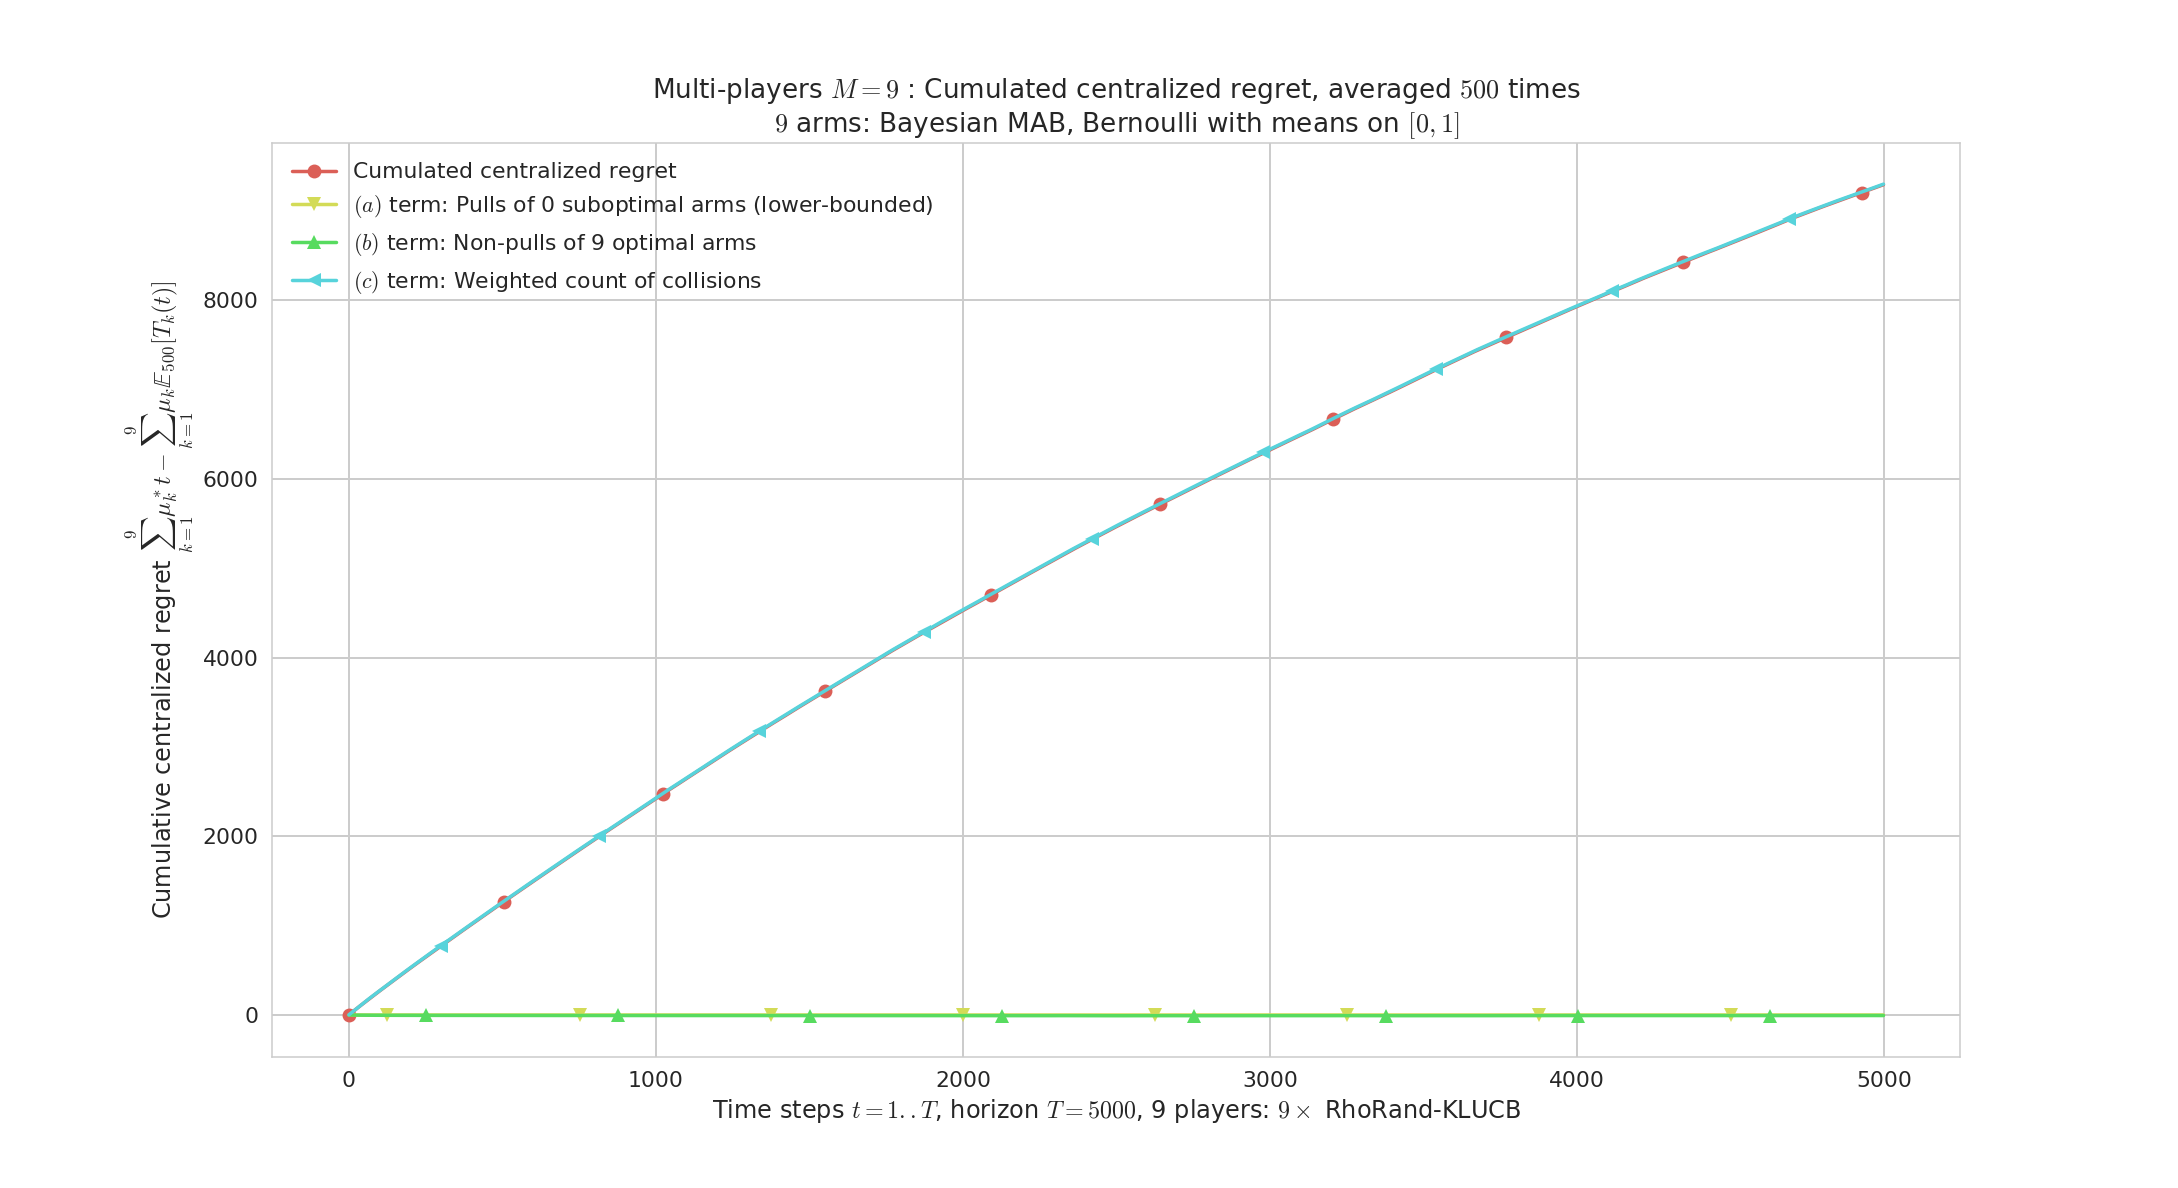 Multi-players M = 9 : Cumulated centralized regret, averaged 500 times
9 arms: Bayesian MAB, Bernoulli with means on [0, 1]
Cumulated centralized regret
(a) term: Pulls of 0 suboptimal arms (lower-bounded)
(b) term: Non-pulls of 9 optimal arms
(c) term: Weighted count of collisions
Cumulative centralized regret $\sum_{k=1}^{9} \mu_k^* t - \sum_{k=1}^{9} \mu_k \mathbb{E}_{500}[T_k(t)]$
8000
6000
4000
2000
0
0 1000 2000 3000 4000 5000
Time steps t = 1..T, horizon T = 5000, 9 players: 9× RhoRand-KLUCB